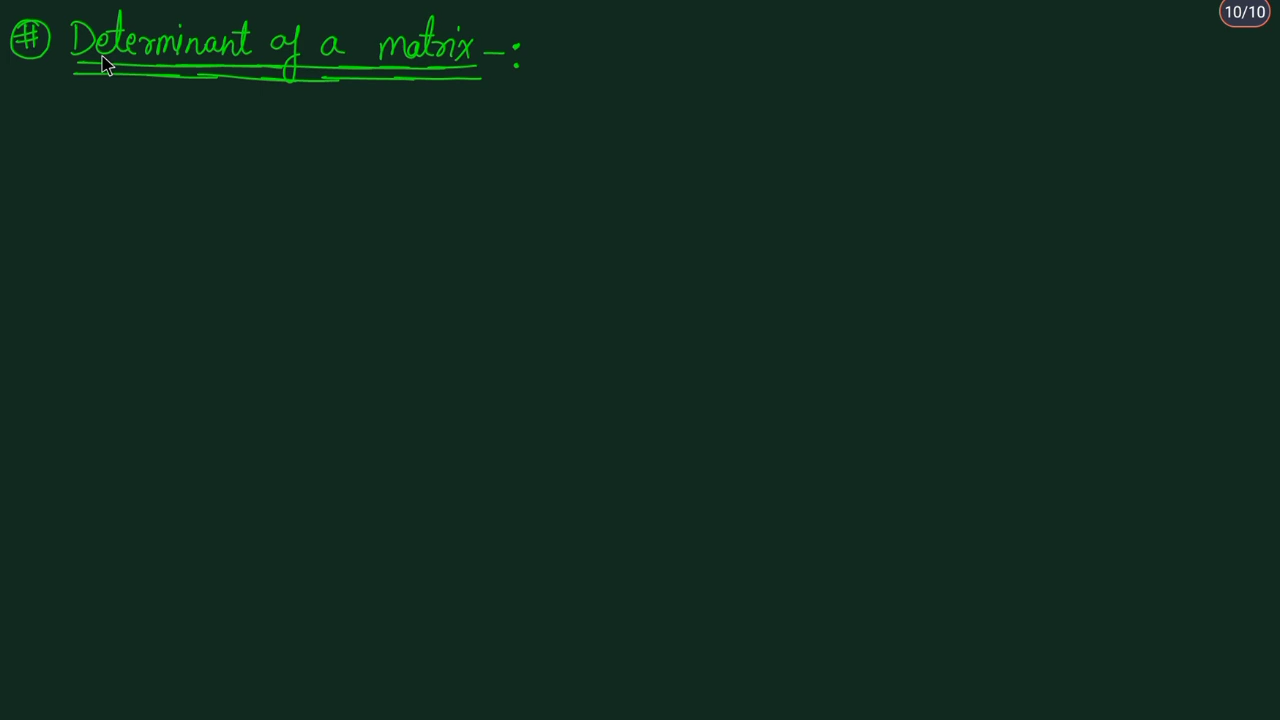 # Determinant of a matrix -:
10/10